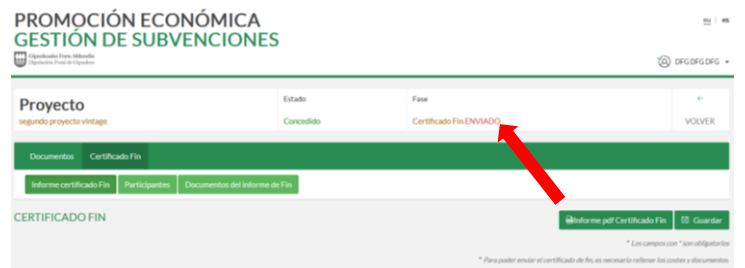 PROMOCIÓN ECONÓMICA
eu | es
GESTIÓN DE SUBVENCIONES
Gipuzkoako Foru Aldundia
Diputación Foral de Gipuzkoa
DFG DFG DFG
Proyecto
segundo proyecto vintage
Estado
Concedido
Fase
Certificado Fin ENVIADO
VOLVER
Documentos Certificado Fin
Informe certificado Fin Participantes Documentos del informe de Fin
CERTIFICADO FIN
Informe pdf Certificado Fin Guardar
* Los campos con * son obligatorios
* Para poder enviar el certificado de fin, es necesario rellenar los costes y documentos.